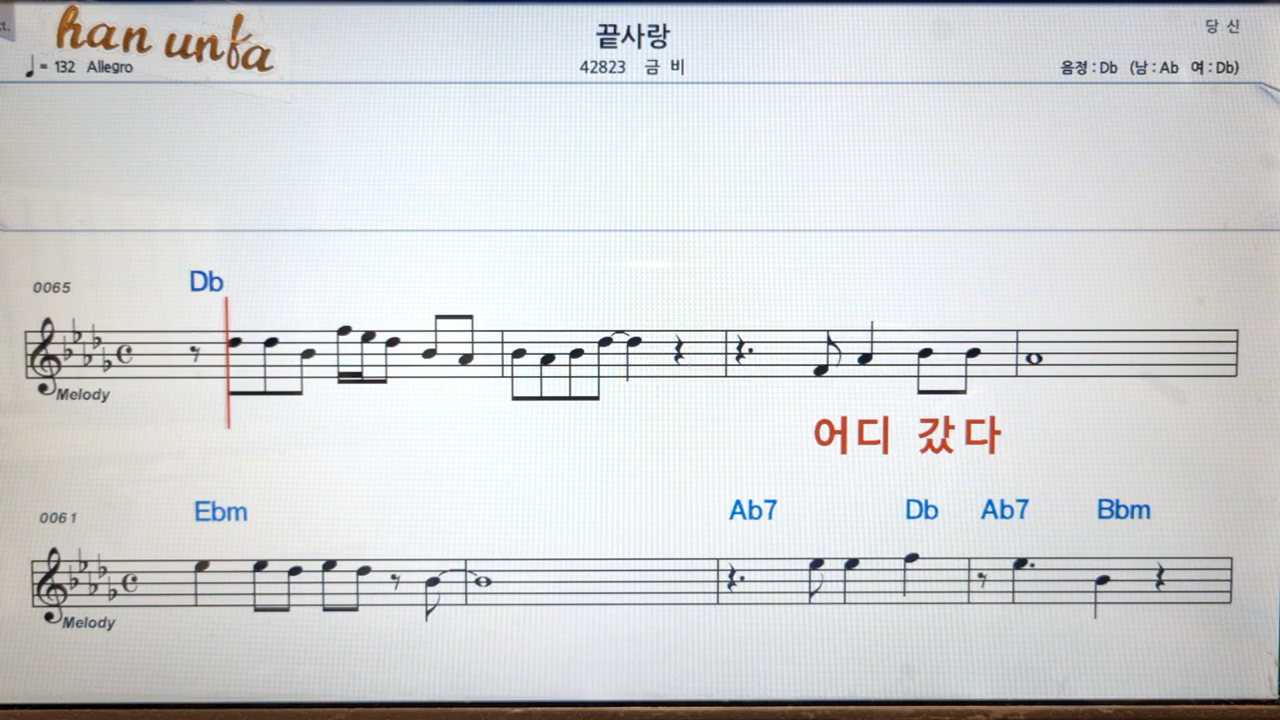 han unfa
끝사랑
당 신
♩= 132 Allegro
42823 금 비
음정 : Db (남 : Ab 여 : Db)
0065
Db
Melody
어디 갔다
0061
Ebm Ab7 Db Ab7 Bbm
Melody